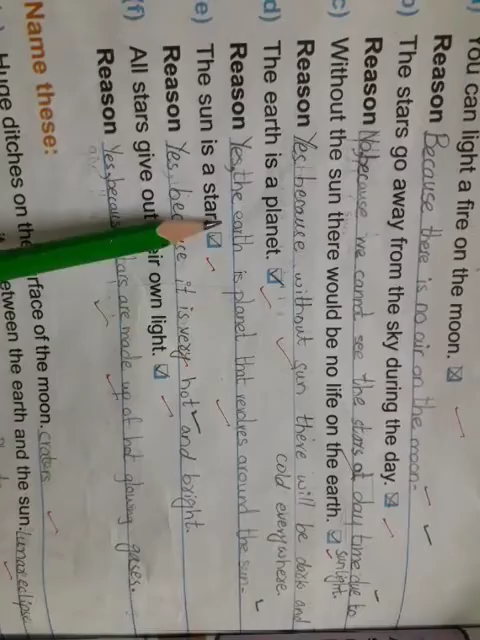 You can light a fire on the moon. ☒
Reason Because there is no air on the moon.
The stars go away from the sky during the day. ☒
Reason No, because we cannot see the stars at day time due to
sunlight.
c) Without the sun there would be no life on the earth. ☑
Reason Yes, because without sun there will be dark and
cold everywhere.
d) The earth is a planet. ☑
Reason Yes, the earth is planet that revolves around the sun.
e) The sun is a star. ☑
Reason Yes, it is very hot and bright.
(f) All stars give out their own light. ☑
Reason Yes, stars are made up of hot glowing gases.
Name these:
Huge ditches on the surface of the moon. craters
between the earth and the sun. Lunar eclipse